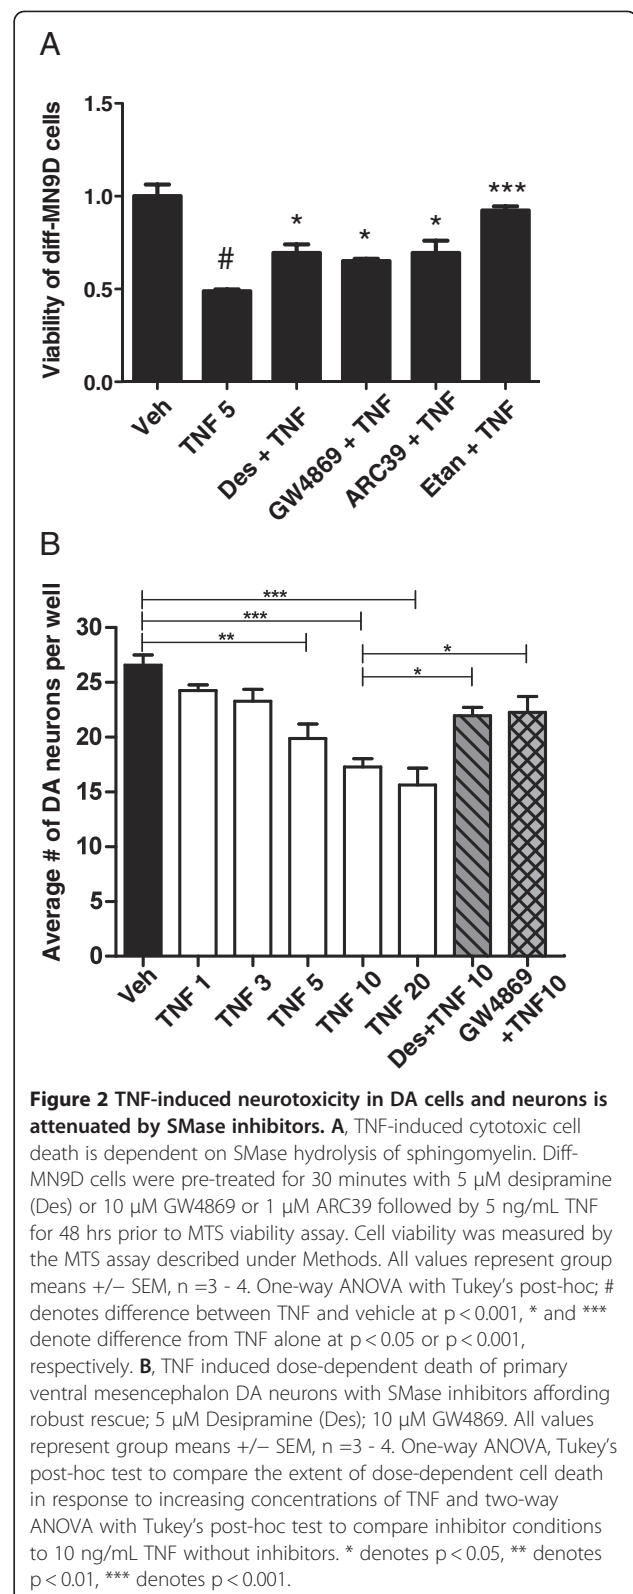 A
Viability of diff-MN9D cells
1.5
1.0
0.5
0.0
#
*
*
*
***
Veh
TNF 5
Des + TNF
GW4869 + TNF
ARC39 + TNF
Etan + TNF
B
Average # of DA neurons per well
30
25
20
15
10
5
0
***
***
**
*
*
Veh
TNF 1
TNF 3
TNF 5
TNF 10
TNF 20
Des+TNF 10
GW4869
+TNF10
Figure 2 TNF-induced neurotoxicity in DA cells and neurons is
attenuated by SMase inhibitors. A, TNF-induced cytotoxic cell
death is dependent on SMase hydrolysis of sphingomyelin. Diff-
MN9D cells were pre-treated for 30 minutes with 5 μM desipramine
(Des) or 10 μM GW4869 or 1 μM ARC39 followed by 5 ng/mL TNF
for 48 hrs prior to MTS viability assay. Cell viability was measured by
the MTS assay described under Methods. All values represent group
means +/− SEM, n =3 - 4. One-way ANOVA with Tukey's post-hoc; #
denotes difference between TNF and vehicle at p < 0.001, * and ***
denote difference from TNF alone at p < 0.05 or p < 0.001,
respectively. B, TNF induced dose-dependent death of primary
ventral mesencephalon DA neurons with SMase inhibitors affording
robust rescue; 5 μM Desipramine (Des); 10 μM GW4869. All values
represent group means +/− SEM, n =3 - 4. One-way ANOVA, Tukey's
post-hoc test to compare the extent of dose-dependent cell death
in response to increasing concentrations of TNF and two-way
ANOVA with Tukey's post-hoc test to compare inhibitor conditions
to 10 ng/mL TNF without inhibitors. * denotes p < 0.05, ** denotes
p < 0.01, *** denotes p < 0.001.